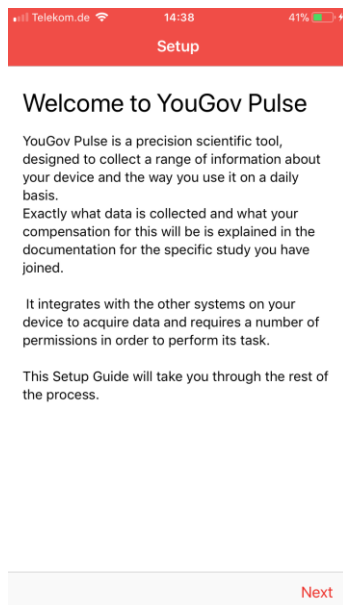 Telekom.de 14:38 41%
Setup
Welcome to YouGov Pulse
YouGov Pulse is a precision scientific tool,
designed to collect a range of information about
your device and the way you use it on a daily
basis.
Exactly what data is collected and what your
compensation for this will be is explained in the
documentation for the specific study you have
joined.
It integrates with the other systems on your
device to acquire data and requires a number of
permissions in order to perform its task.
This Setup Guide will take you through the rest of
the process.
Next